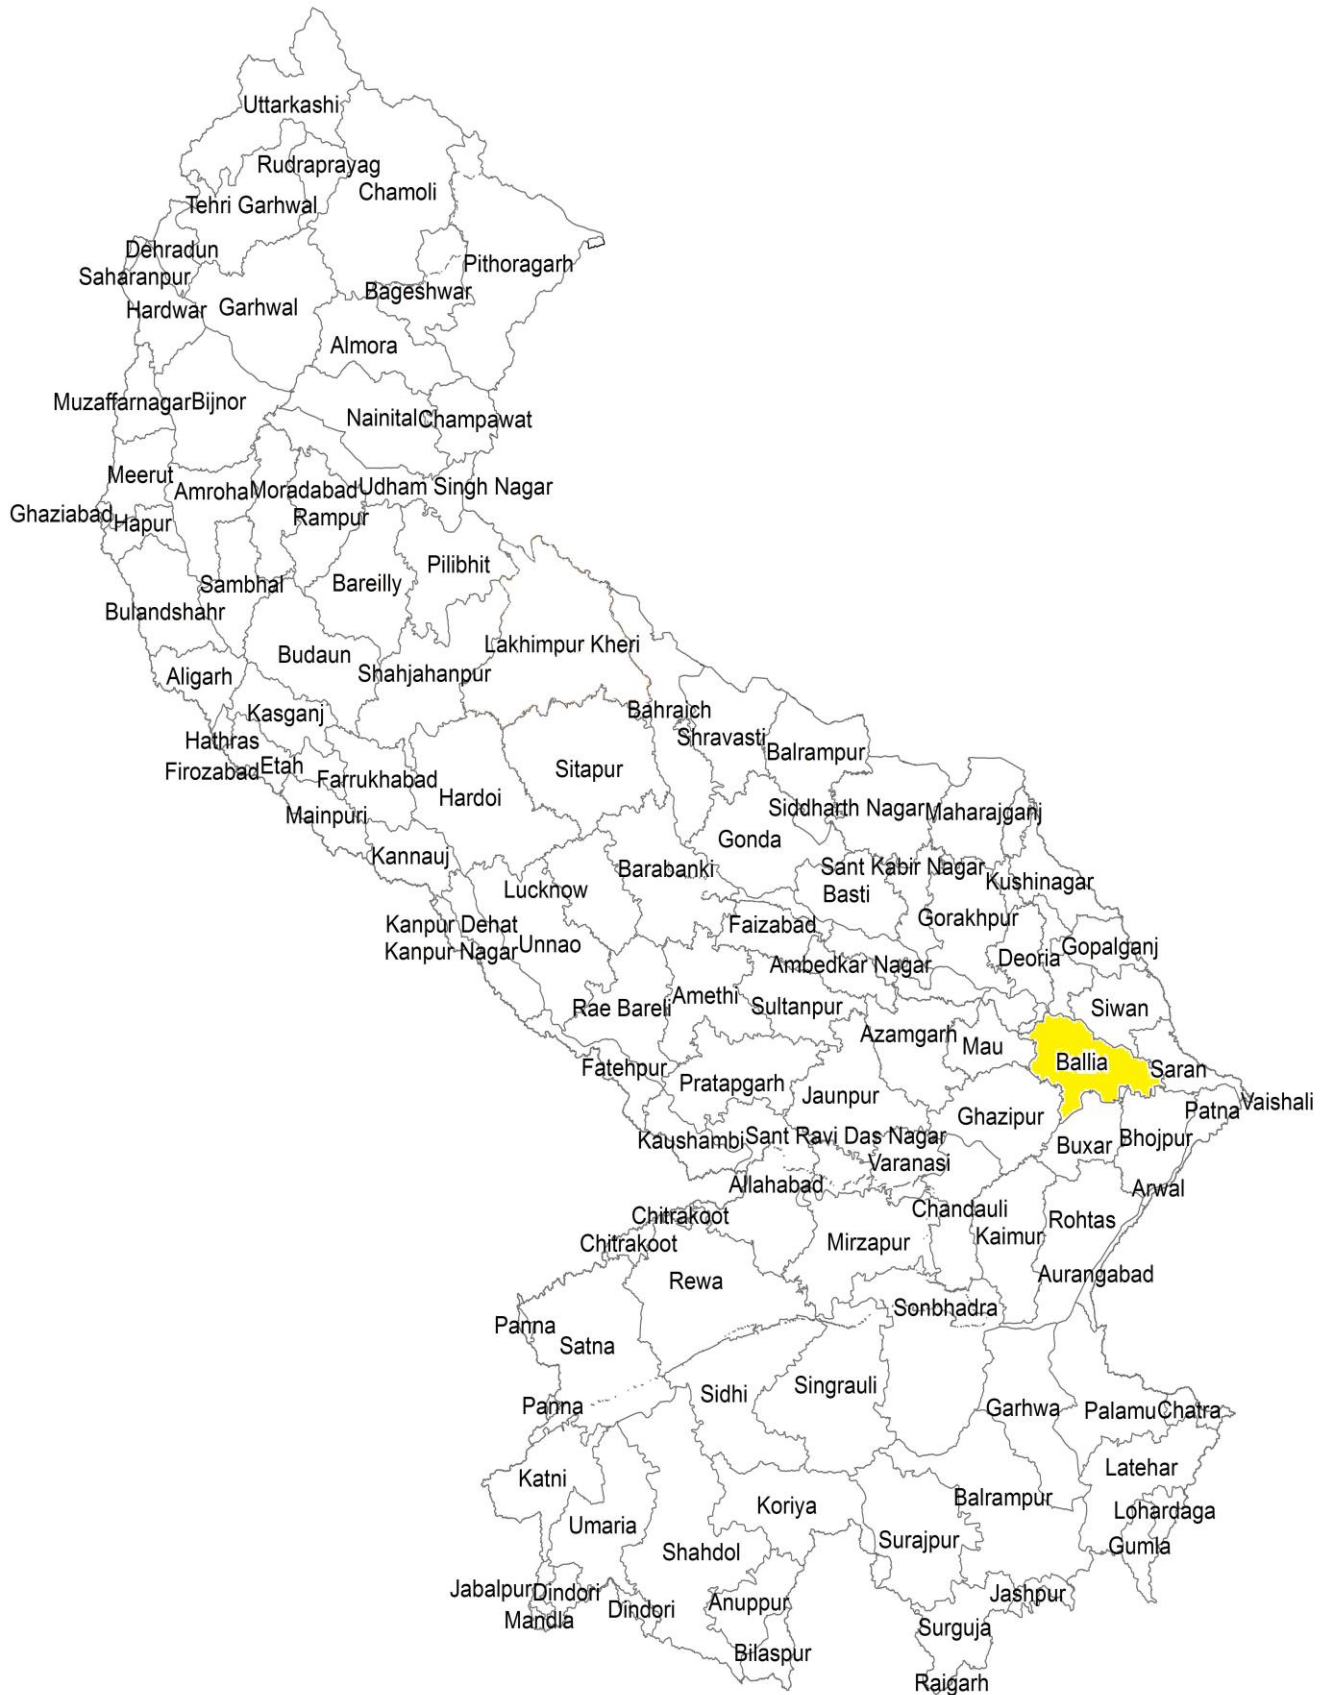 Uttarkashi
Rudraprayag
Chamoli
Tehri Garhwal
Dehradun
Pithoragarh
Saharanpur
Bageshwar
Hardwar
Garhwal
Almora
Muzaffarnagar
Bijnor
Nainital
Champawat
Meerut
Amroha
Moradabad
Udham Singh Nagar
Ghaziabad
Hapur
Rampur
Pilibhit
Sambhal
Bareilly
Bulandshahr
Lakhimpur Kheri
Budaun
Shahjahanpur
Aligarh
Kasganj
Bahraich
Hathras
Shravasti
Balrampur
Firozabad
Etah
Farrukhabad
Sitapur
Hardoi
Siddharth Nagar
Maharajganj
Mainpuri
Gonda
Kannauj
Barabanki
Sant Kabir Nagar
Kushinagar
Lucknow
Basti
Kanpur Dehat
Faizabad
Gorakhpur
Kanpur Nagar
Unnao
Deoria
Gopalganj
Ambedkar Nagar
Rae Bareli
Amethi
Sultanpur
Siwan
Azamgarh
Mau
Fatehpur
Ballia
Saran
Pratapgarh
Jaunpur
Patna
Vaishali
Ghazipur
Kaushambi
Sant Ravi Das Nagar
Buxar
Bhojpur
Varanasi
Allahabad
Arwal
Chitrakoot
Chandauli
Rohtas
Chitrakoot
Mirzapur
Kaimur
Rewa
Aurangabad
Sonbhadra
Panna
Satna
Sidhi
Singrauli
Panna
Garhwa
Palamu
Chatra
Katni
Latehar
Koriya
Balrampur
Lohardaga
Umaria
Shahdol
Surajpur
Gumla
Jabalpur
Dindori
Jashpur
Mandla
Dindori
Anuppur
Surguja
Bilaspur
Raigarh